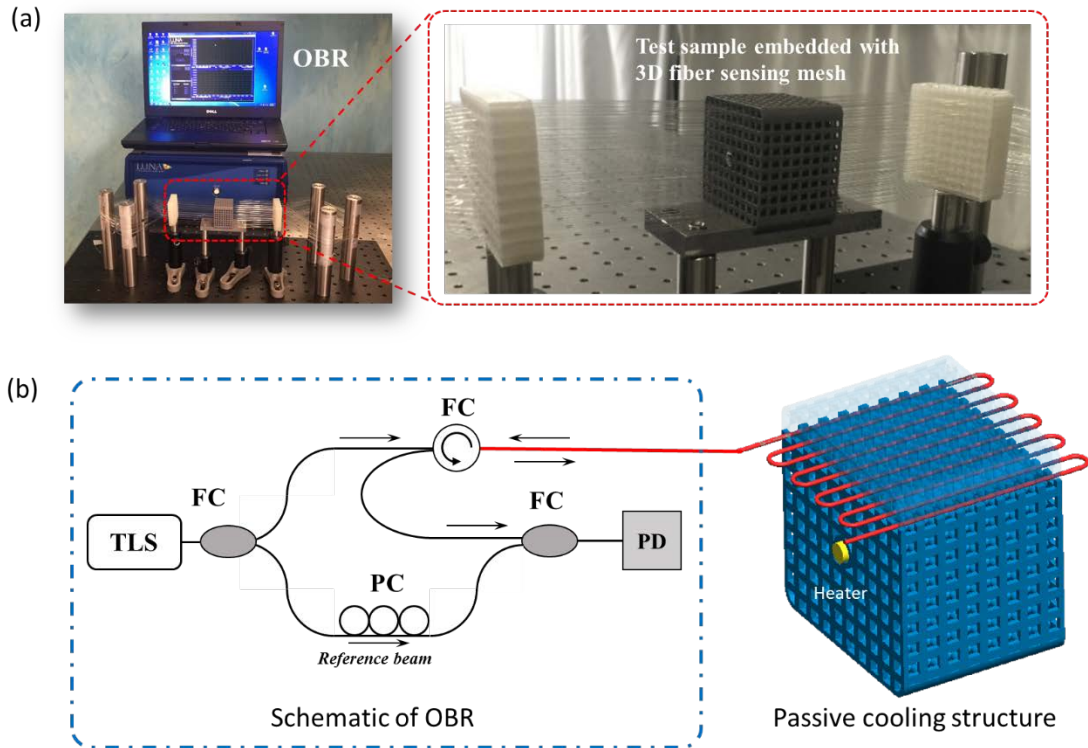 (a)
OBR
LUNA
DELL
Test sample embedded with
3D fiber sensing mesh
(b)
FC
FC
FC
TLS
PD
PC
Reference beam
Heater
Schematic of OBR
Passive cooling structure